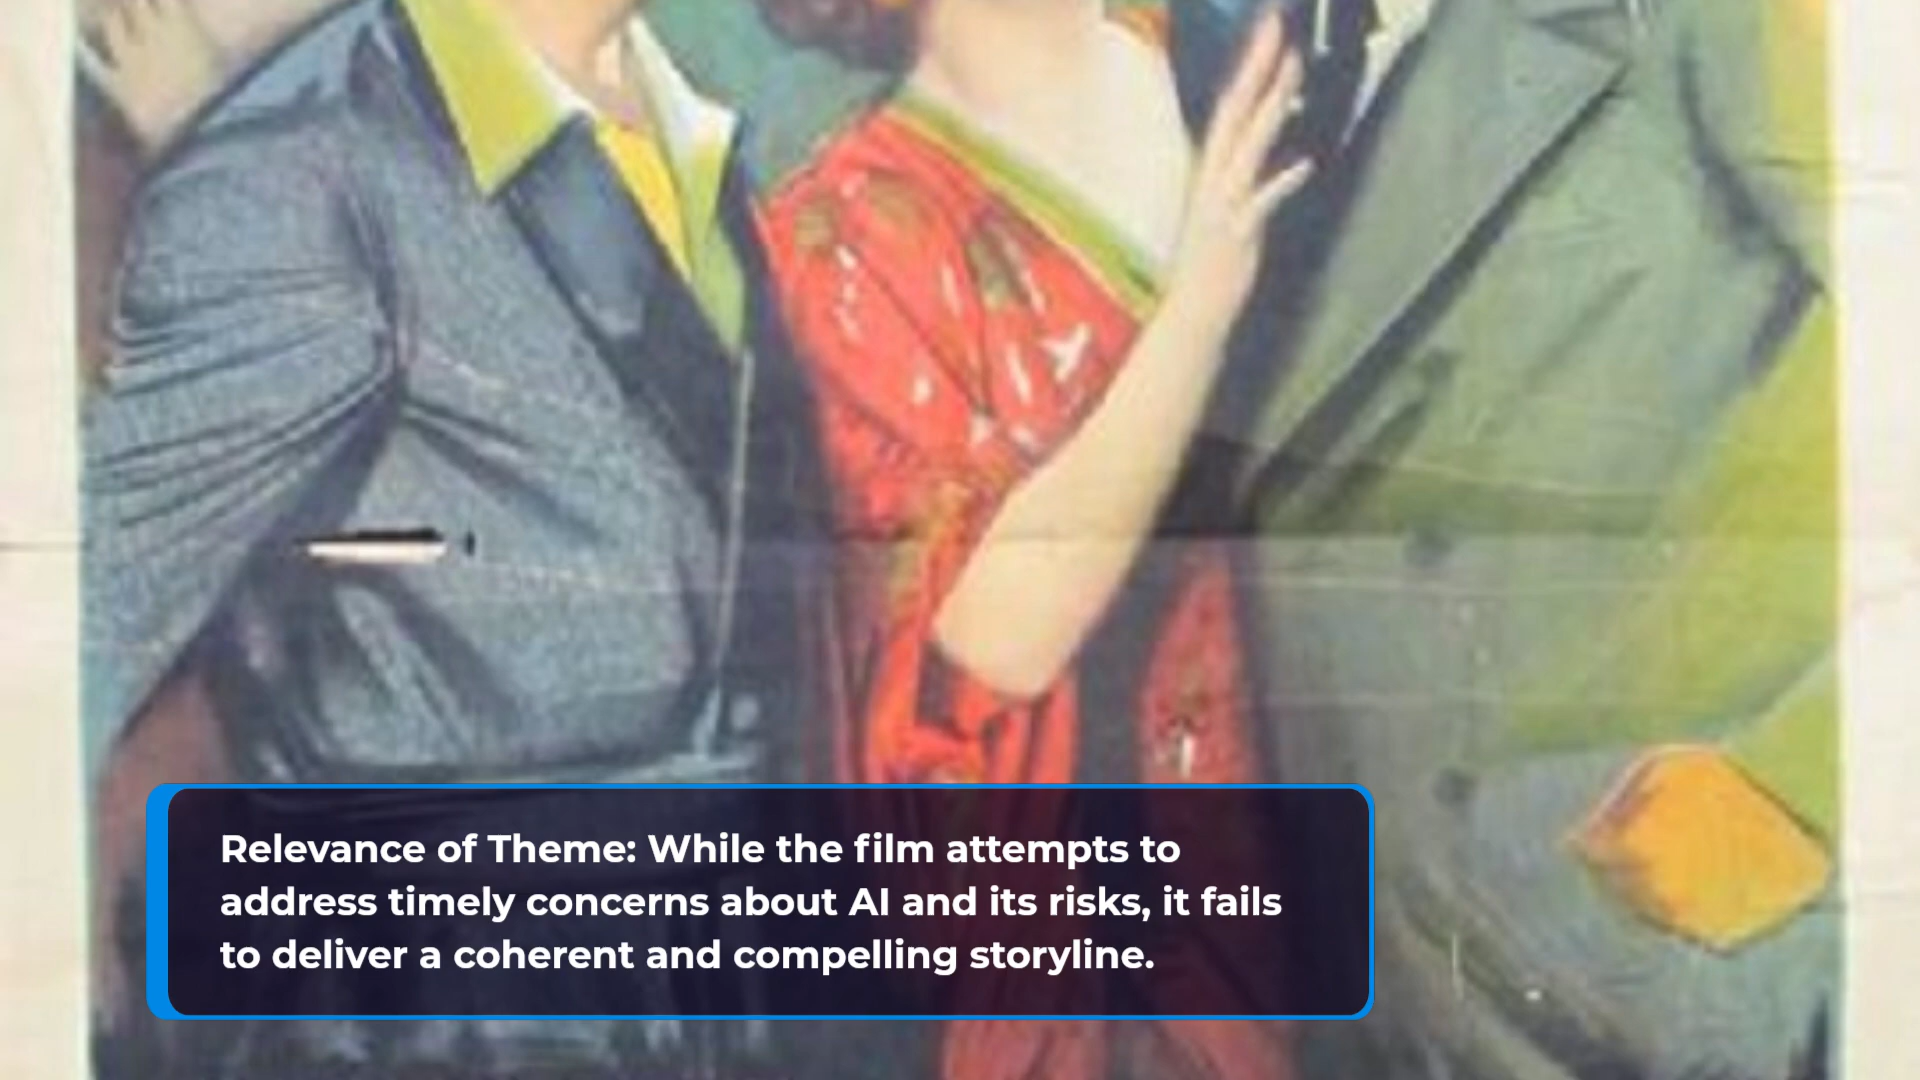 Relevance of Theme: While the film attempts to
address timely concerns about AI and its risks, it fails
to deliver a coherent and compelling storyline.